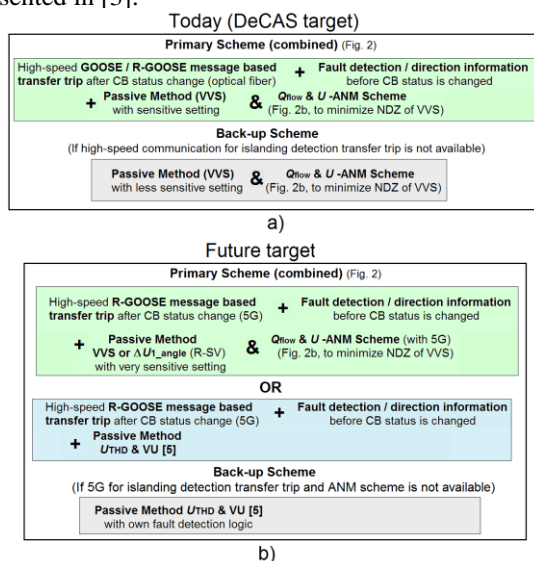 sented in [3].
Today (DeCAS target)
Primary Scheme (combined) (Fig. 2)
High-speed GOOSE / R-GOOSE message based + Fault detection / direction information
transfer trip after CB status change (optical fiber) before CB status is changed
+ Passive Method (VVS) & Qflow & U -ANM Scheme
with sensitive setting (Fig. 2b, to minimize NDZ of VVS)
Back-up Scheme
(If high-speed communication for islanding detection transfer trip is not available)
Passive Method (VVS) & Qflow & U -ANM Scheme
with less sensitive setting (Fig. 2b, to minimize NDZ of VVS)
a)
Future target
Primary Scheme (combined) (Fig. 2)
High-speed R-GOOSE message based + Fault detection / direction information
transfer trip after CB status change (5G) before CB status is changed
+ Passive Method & Qflow & U -ANM Scheme (with 5G)
VVS or ΔU1_angle (R-SV) (Fig. 2b, to minimize NDZ of VVS)
with very sensitive setting
OR
High-speed R-GOOSE message based + Fault detection / direction information
transfer trip after CB status change (5G) before CB status is changed
+ Passive Method
UTHD & VU [5]
Back-up Scheme
(If 5G for islanding detection transfer trip and ANM scheme is not available)
Passive Method UTHD & VU [5]
with own fault detection logic
b)